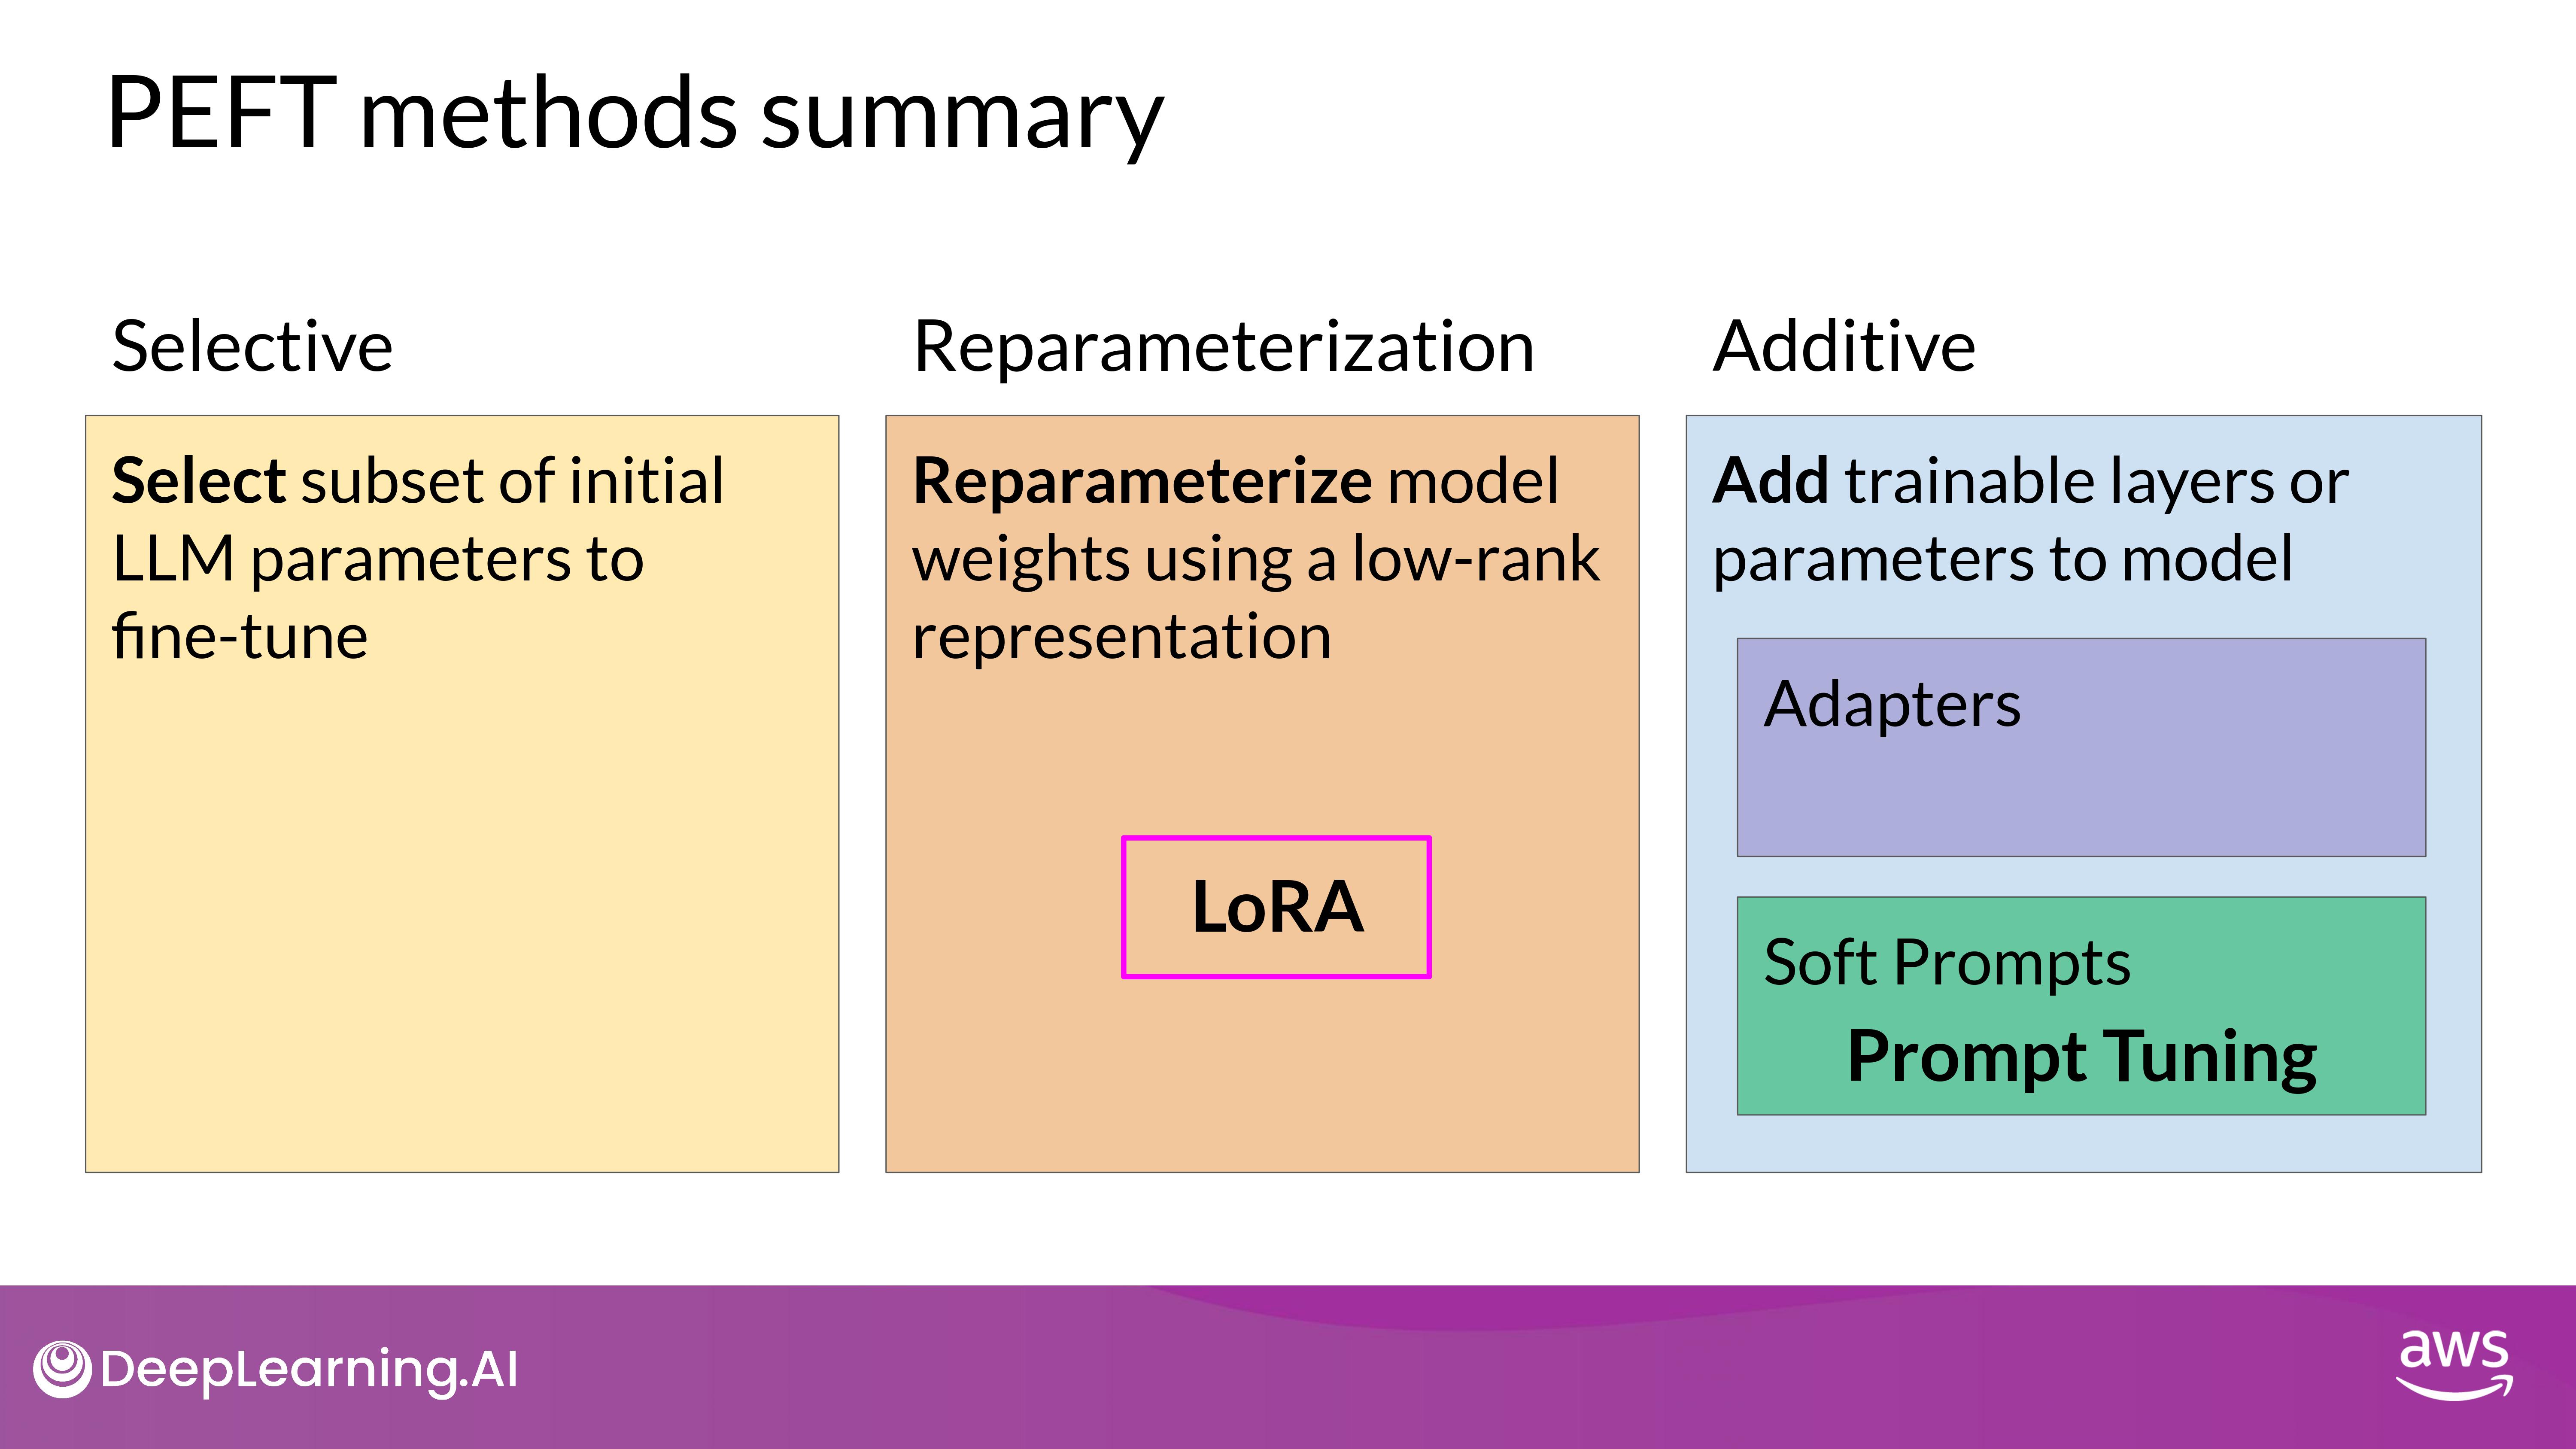 PEFT methods summary
Selective
Select subset of initial
LLM parameters to
fine-tune
Reparameterization
Reparameterize model
weights using a low-rank
representation
LoRA
Additive
Add trainable layers or
parameters to model
Adapters
Soft Prompts
Prompt Tuning
DeepLearning.AI
aws